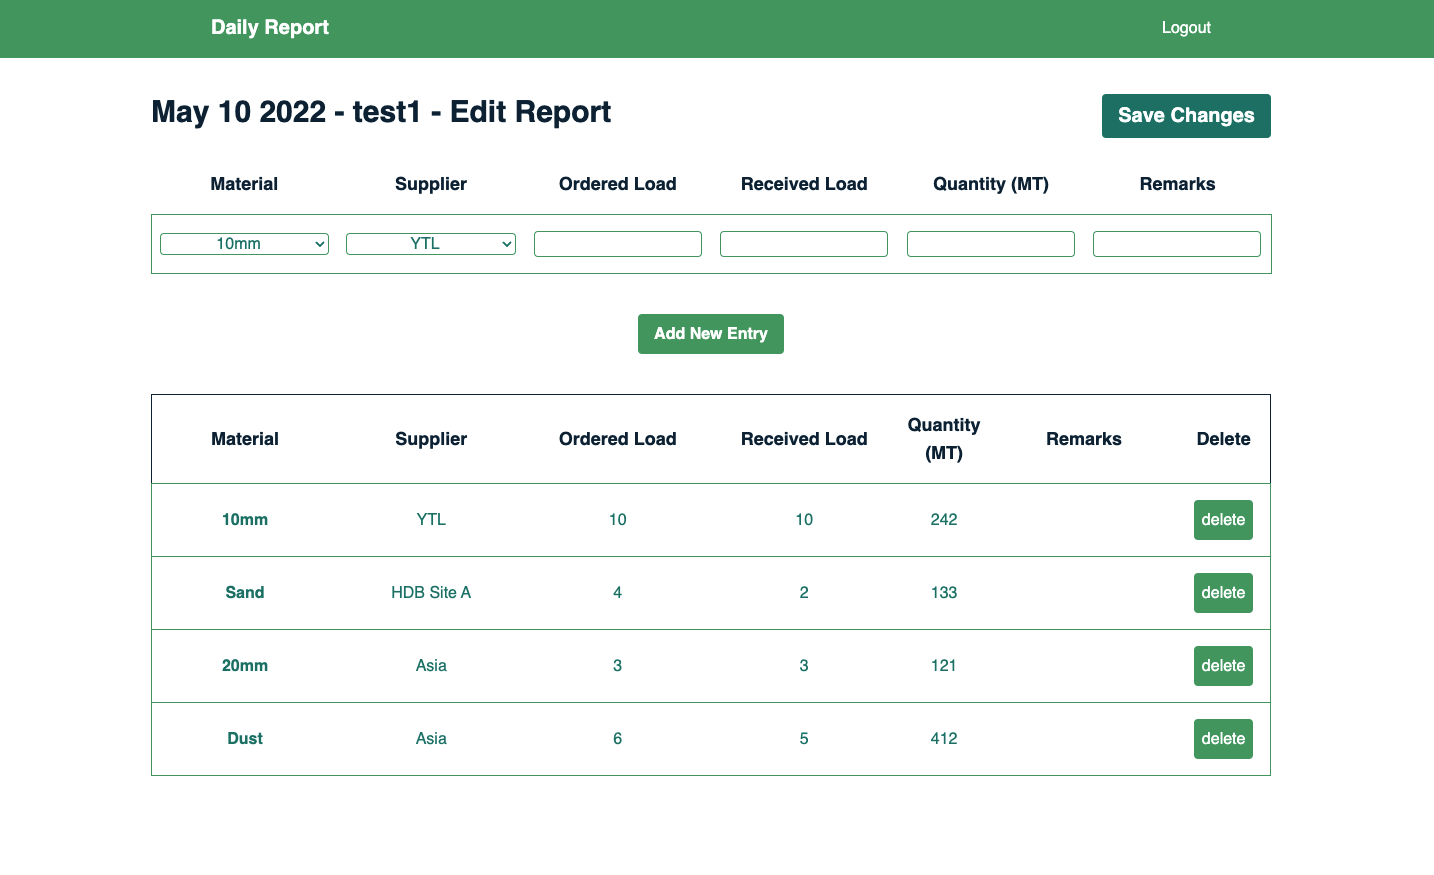 Daily Report Logout
May 10 2022 - test1 - Edit Report Save Changes
Material Supplier Ordered Load Received Load Quantity (MT) Remarks
10mm YTL
Add New Entry
Material Supplier Ordered Load Received Load Quantity (MT) Remarks Delete
10mm YTL 10 10 242 delete
Sand HDB Site A 4 2 133 delete
20mm Asia 3 3 121 delete
Dust Asia 6 5 412 delete